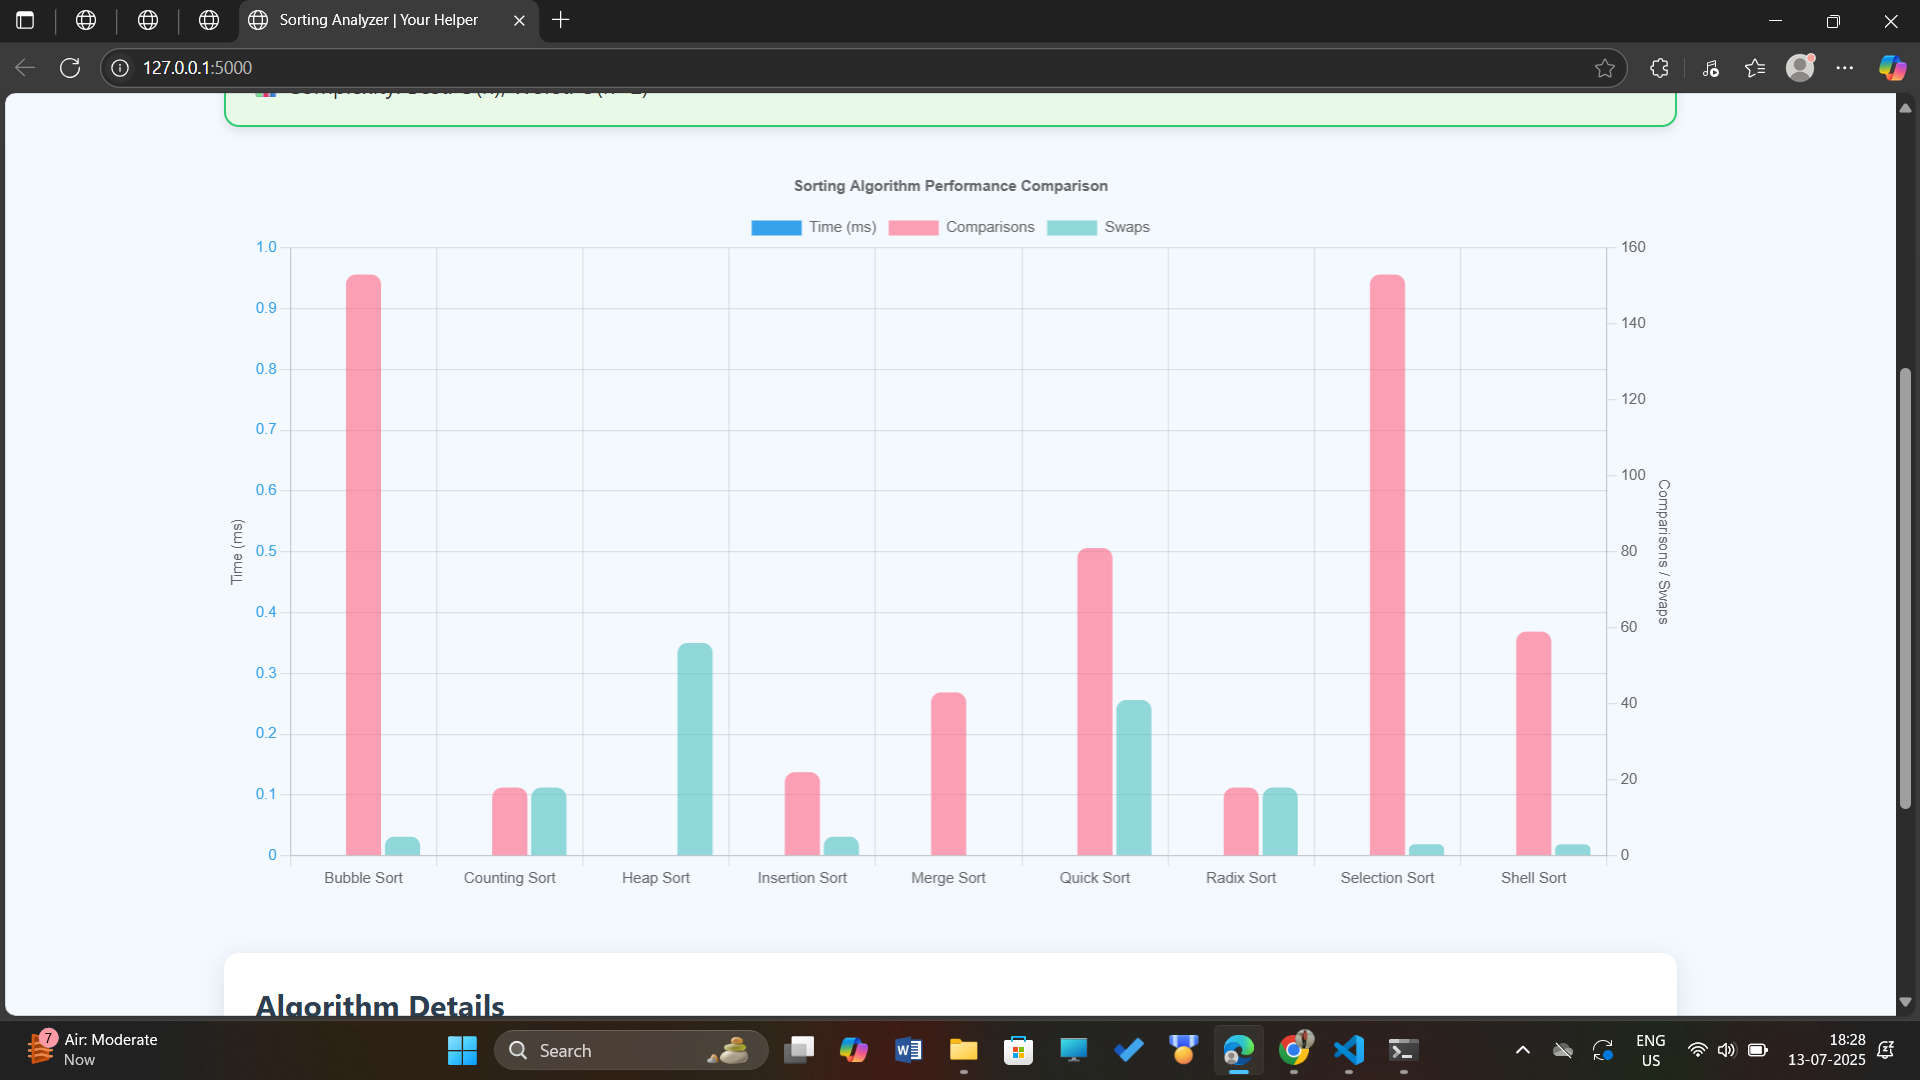 Sorting Analyzer | Your Helper
127.0.0.1:5000
Sorting Algorithm Performance Comparison
Time (ms) Comparisons Swaps
1.0 160
0.9
140
0.8
120
0.7
100
0.6
0.5 80
0.4
60
0.3
40
0.2
20
0.1
0 0
Time (ms)
Comparisons / Swaps
Bubble Sort Counting Sort Heap Sort Insertion Sort Merge Sort Quick Sort Radix Sort Selection Sort Shell Sort
Algorithm Details
7
Air: Moderate
Now
Search
ENG
US
18:28
13-07-2025